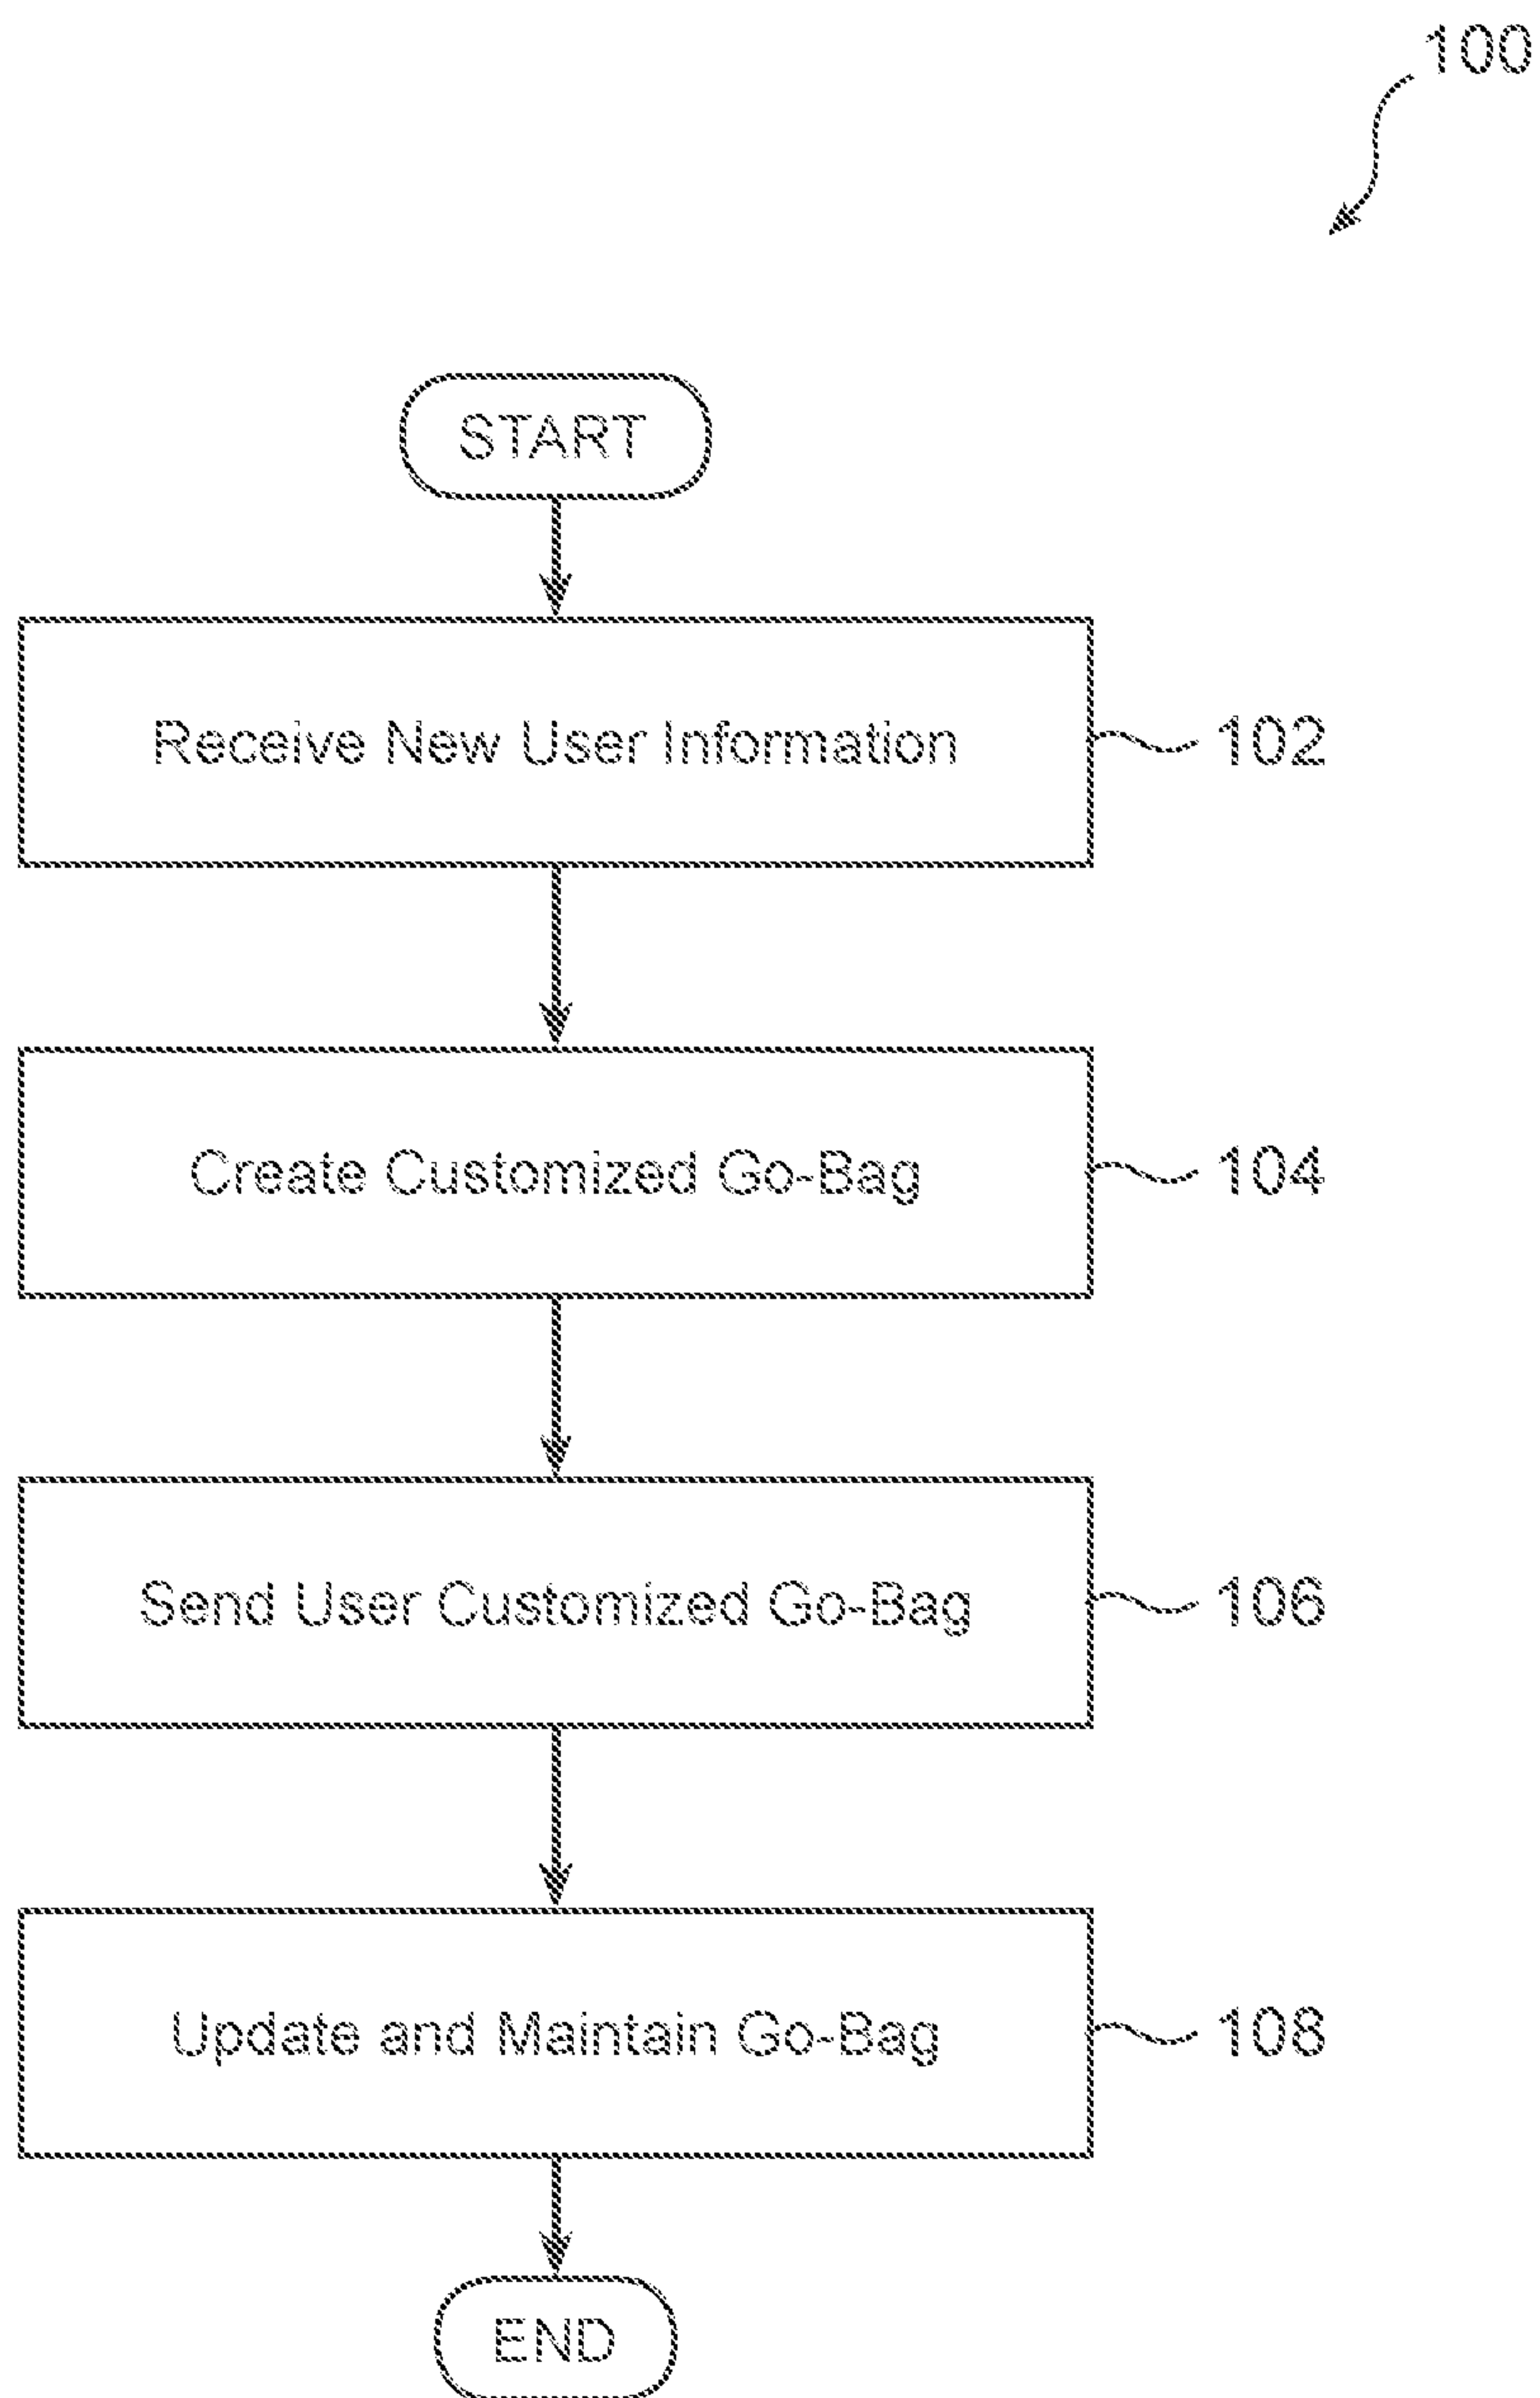 100
START
Receive New User Information
102
Create Customized Go-Bag
104
Send User Customized Go-Bag
106
Update and Maintain Go-Bag
108
END